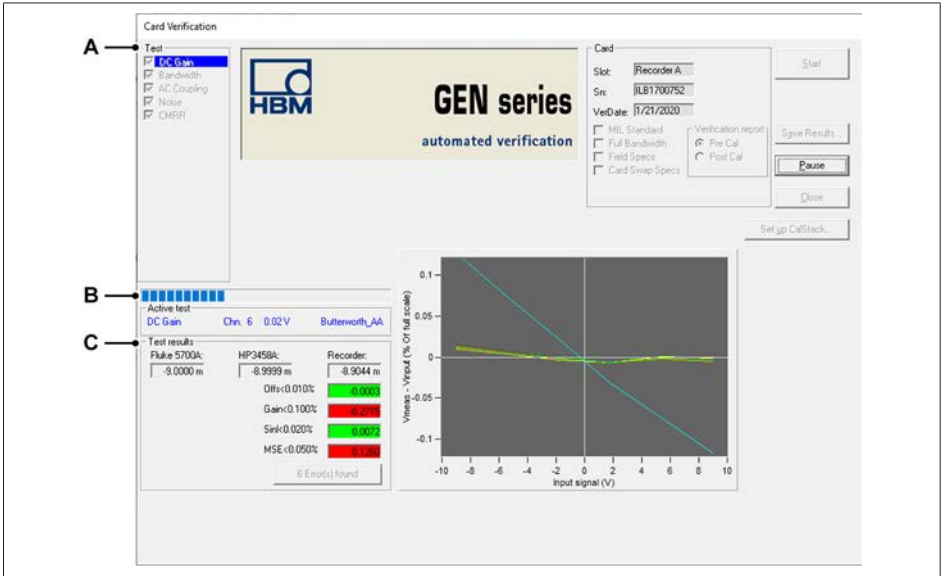 Card Verification
A
Test
DC Gain
Bandwidth
AC Coupling
Noise
CMRR
HBM
GEN series
automated verification
Card
Slot: Recorder A
Sn: ILB1700752
VerDate: 1/21/2020
MIL Standard
Full Bandwidth
Field Specs
Card Swap Specs
Verification report
Pre Cal
Post Cal
Start
Save Results...
Pause
Close
Set up CalStack...
B
Active test
DC Gain Chn. 6 0.02 V Butterworth_AA
C
Test results
Fluke 5700A: HP3458A: Recorder:
-9.0000 m -8.9999 m -8.9044 m
Offs<0.010% -0.0003
Gain<0.100% -0.2715
Sinl<0.020% 0.0072
MSE<0.050% 0.1260
6 Error(s) found
Vmeas - Vinput (% Of full scale)
0.1
0.05
0
-0.05
-0.1
-10 -8 -6 -4 -2 0 2 4 6 8 10
Input signal (V)